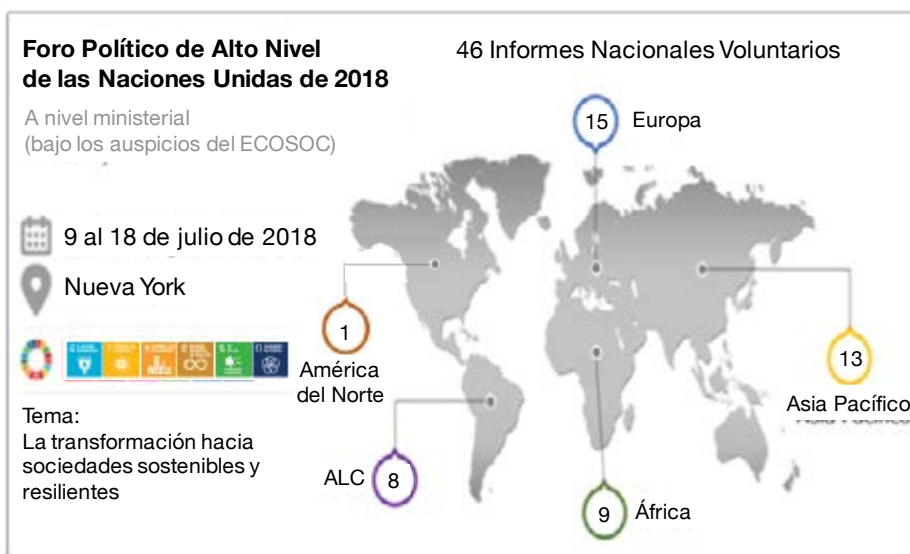 Foro Político de Alto Nivel
de las Naciones Unidas de 2018
A nivel ministerial
(bajo los auspicios del ECOSOC)
9 al 18 de julio de 2018
Nueva York
Tema:
La transformación hacia
sociedades sostenibles y
resilientes
46 Informes Nacionales Voluntarios
15
Europa
1
América
del Norte
13
Asia Pacífico
ALC
8
9
África